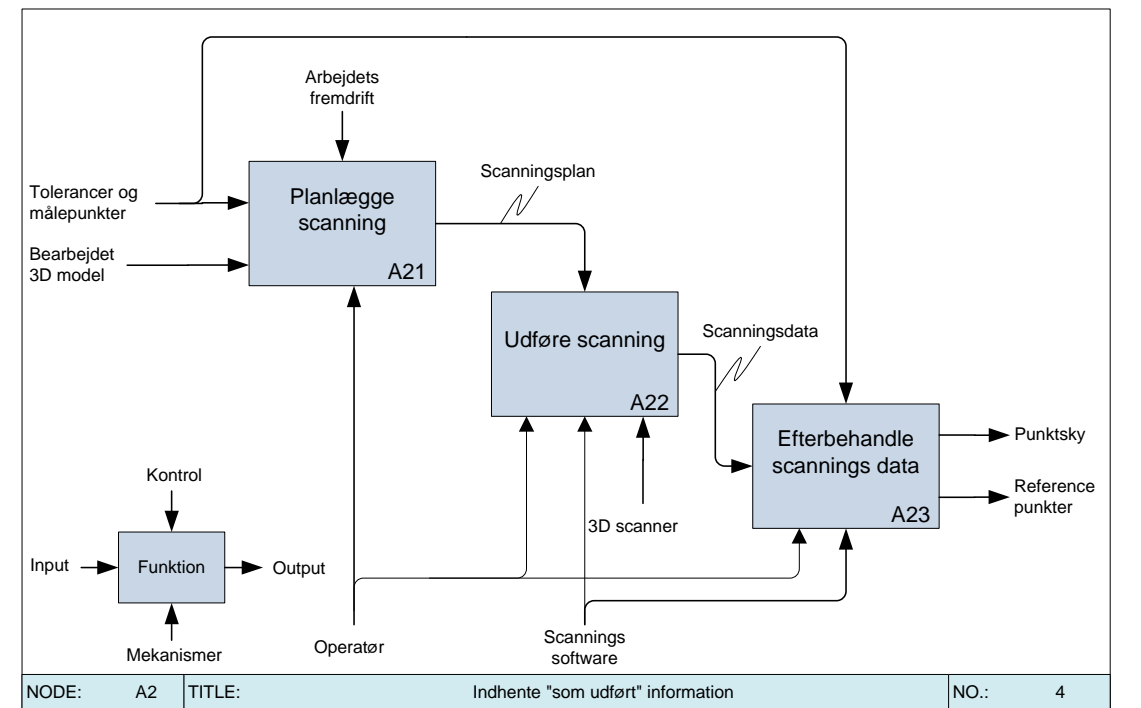 Arbejdets
fremdrift
Tolerancer og
målepunkter
Planlægge
scanning
A21
Scanningsplan
Bearbejdet
3D model
Udføre scanning
A22
Scanningsdata
Efterbehandle
scannings data
A23
Punktsky
Reference
punkter
3D scanner
Kontrol
Input
Funktion
Output
Mekanismer
Operatør
Scannings
software
NODE: A2 TITLE: Indhente "som udført" information NO.: 4